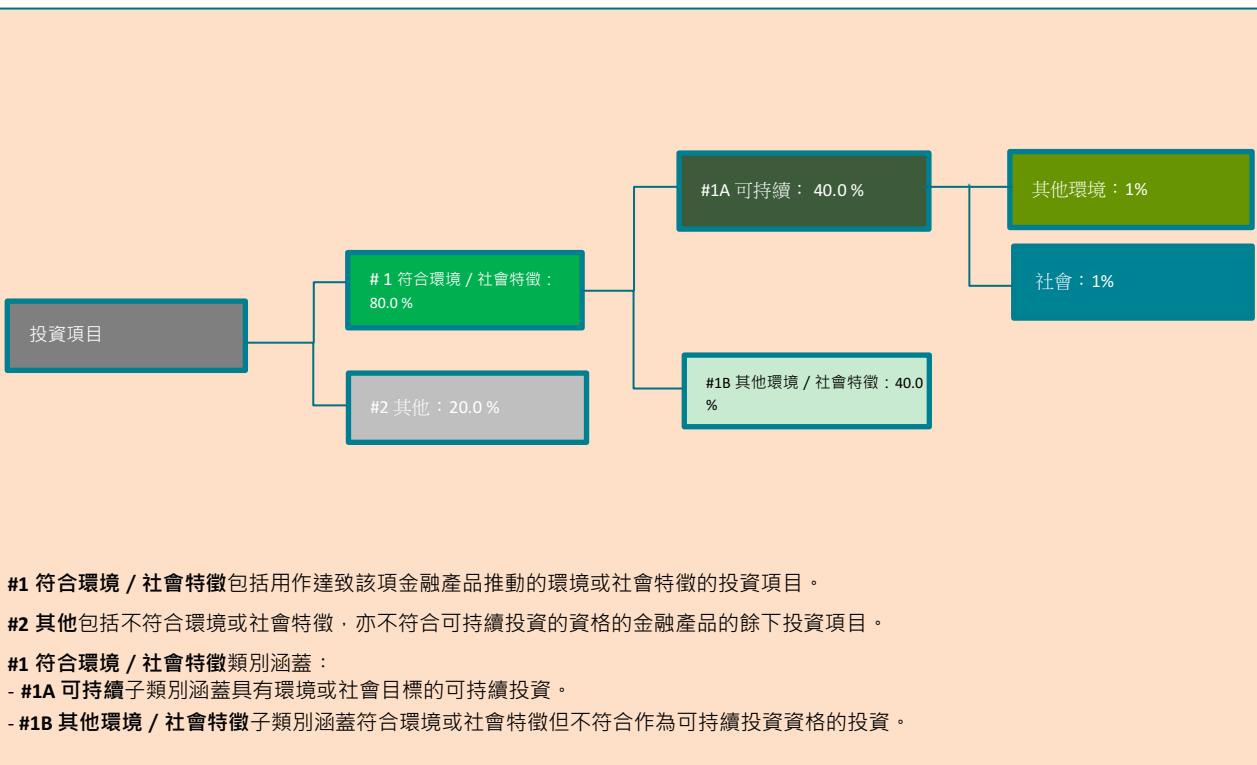 #1A 可持續： 40.0 %
其他環境：1%
社會：1%
# 1 符合環境 / 社會特徵：
80.0 %
投資項目
#2 其他：20.0 %
#1B 其他環境 / 社會特徵：40.0
%
#1 符合環境 / 社會特徵包括用作達致該項金融產品推動的環境或社會特徵的投資項目。
#2 其他包括不符合環境或社會特徵，亦不符合可持續投資的資格的金融產品的餘下投資項目。
#1 符合環境 / 社會特徵類別涵蓋：
- #1A 可持續子類別涵蓋具有環境或社會目標的可持續投資。
- #1B 其他環境 / 社會特徵子類別涵蓋符合環境或社會特徵但不符合作為可持續投資資格的投資。